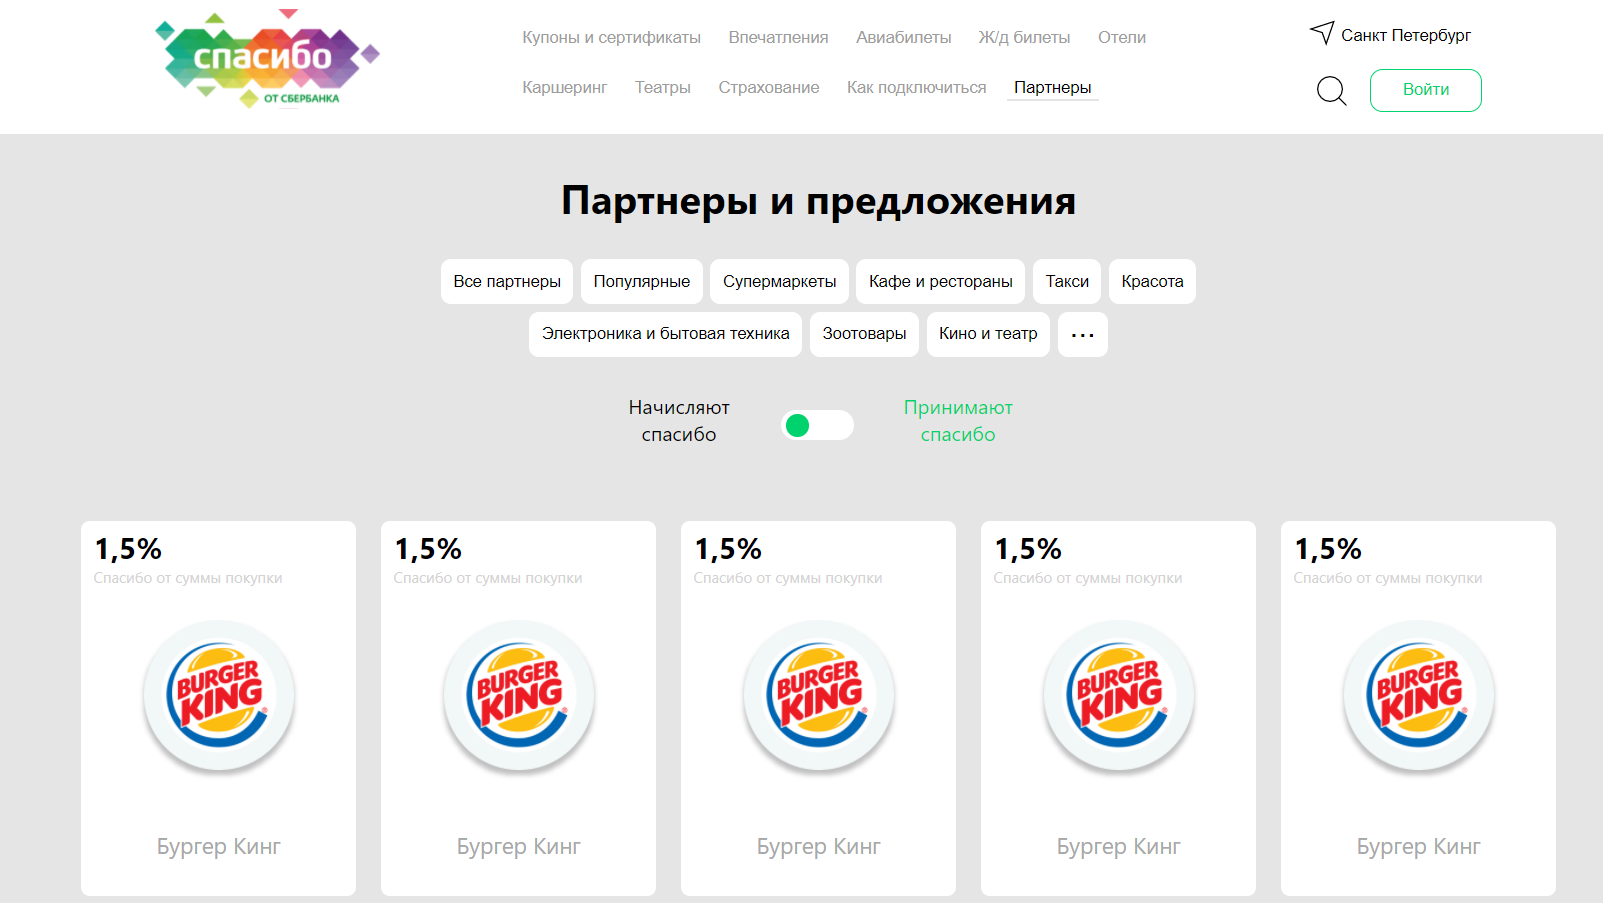 спасибо
ОТ СБЕРБАНКА
Купоны и сертификаты Впечатления Авиабилеты Ж/д билеты Отели
Каршеринг Театры Страхование Как подключиться Партнеры
Санкт Петербург
Войти
Партнеры и предложения
Все партнеры Популярные Супермаркеты Кафе и рестораны Такси Красота
Электроника и бытовая техника Зоотовары Кино и театр ...
Начисляют спасибо
Принимают спасибо
1,5%
Спасибо от суммы покупки
BURGER
KING
Бургер Кинг
1,5%
Спасибо от суммы покупки
BURGER
KING
Бургер Кинг
1,5%
Спасибо от суммы покупки
BURGER
KING
Бургер Кинг
1,5%
Спасибо от суммы покупки
BURGER
KING
Бургер Кинг
1,5%
Спасибо от суммы покупки
BURGER
KING
Бургер Кинг